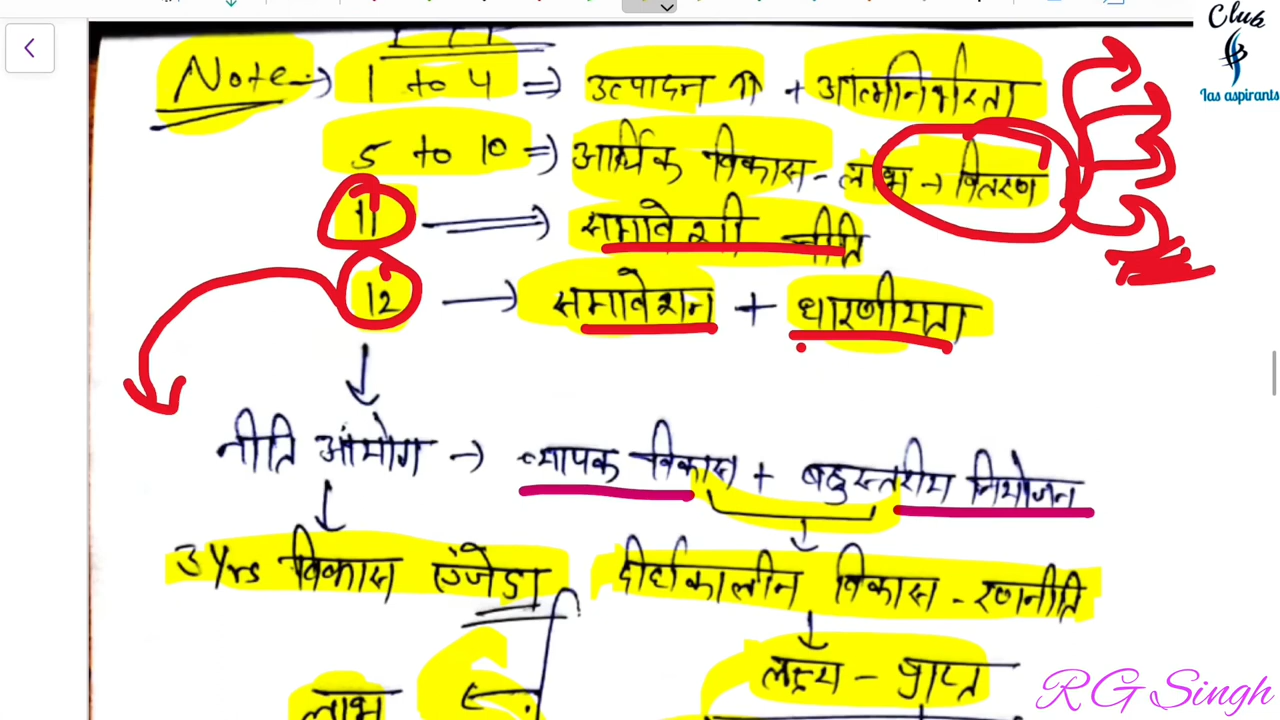 Club
Ias aspirants
Note → 1 to 4 ⇒ उत्पादन ↑↑ + आत्मनिर्भरता
5 to 10 ⇒ आर्थिक विकास - लाभ → वितरण
11 ⟹ समावेशी नीति
12 → समावेशन + धारणीयता
नीति आयोग → व्यापक विकास + बहुस्तरीय नियोजन
3 Yrs विकास एजेंडा दीर्घकालीन विकास - रणनीति
लक्ष्य - प्राप्त
लाभ
RG Singh